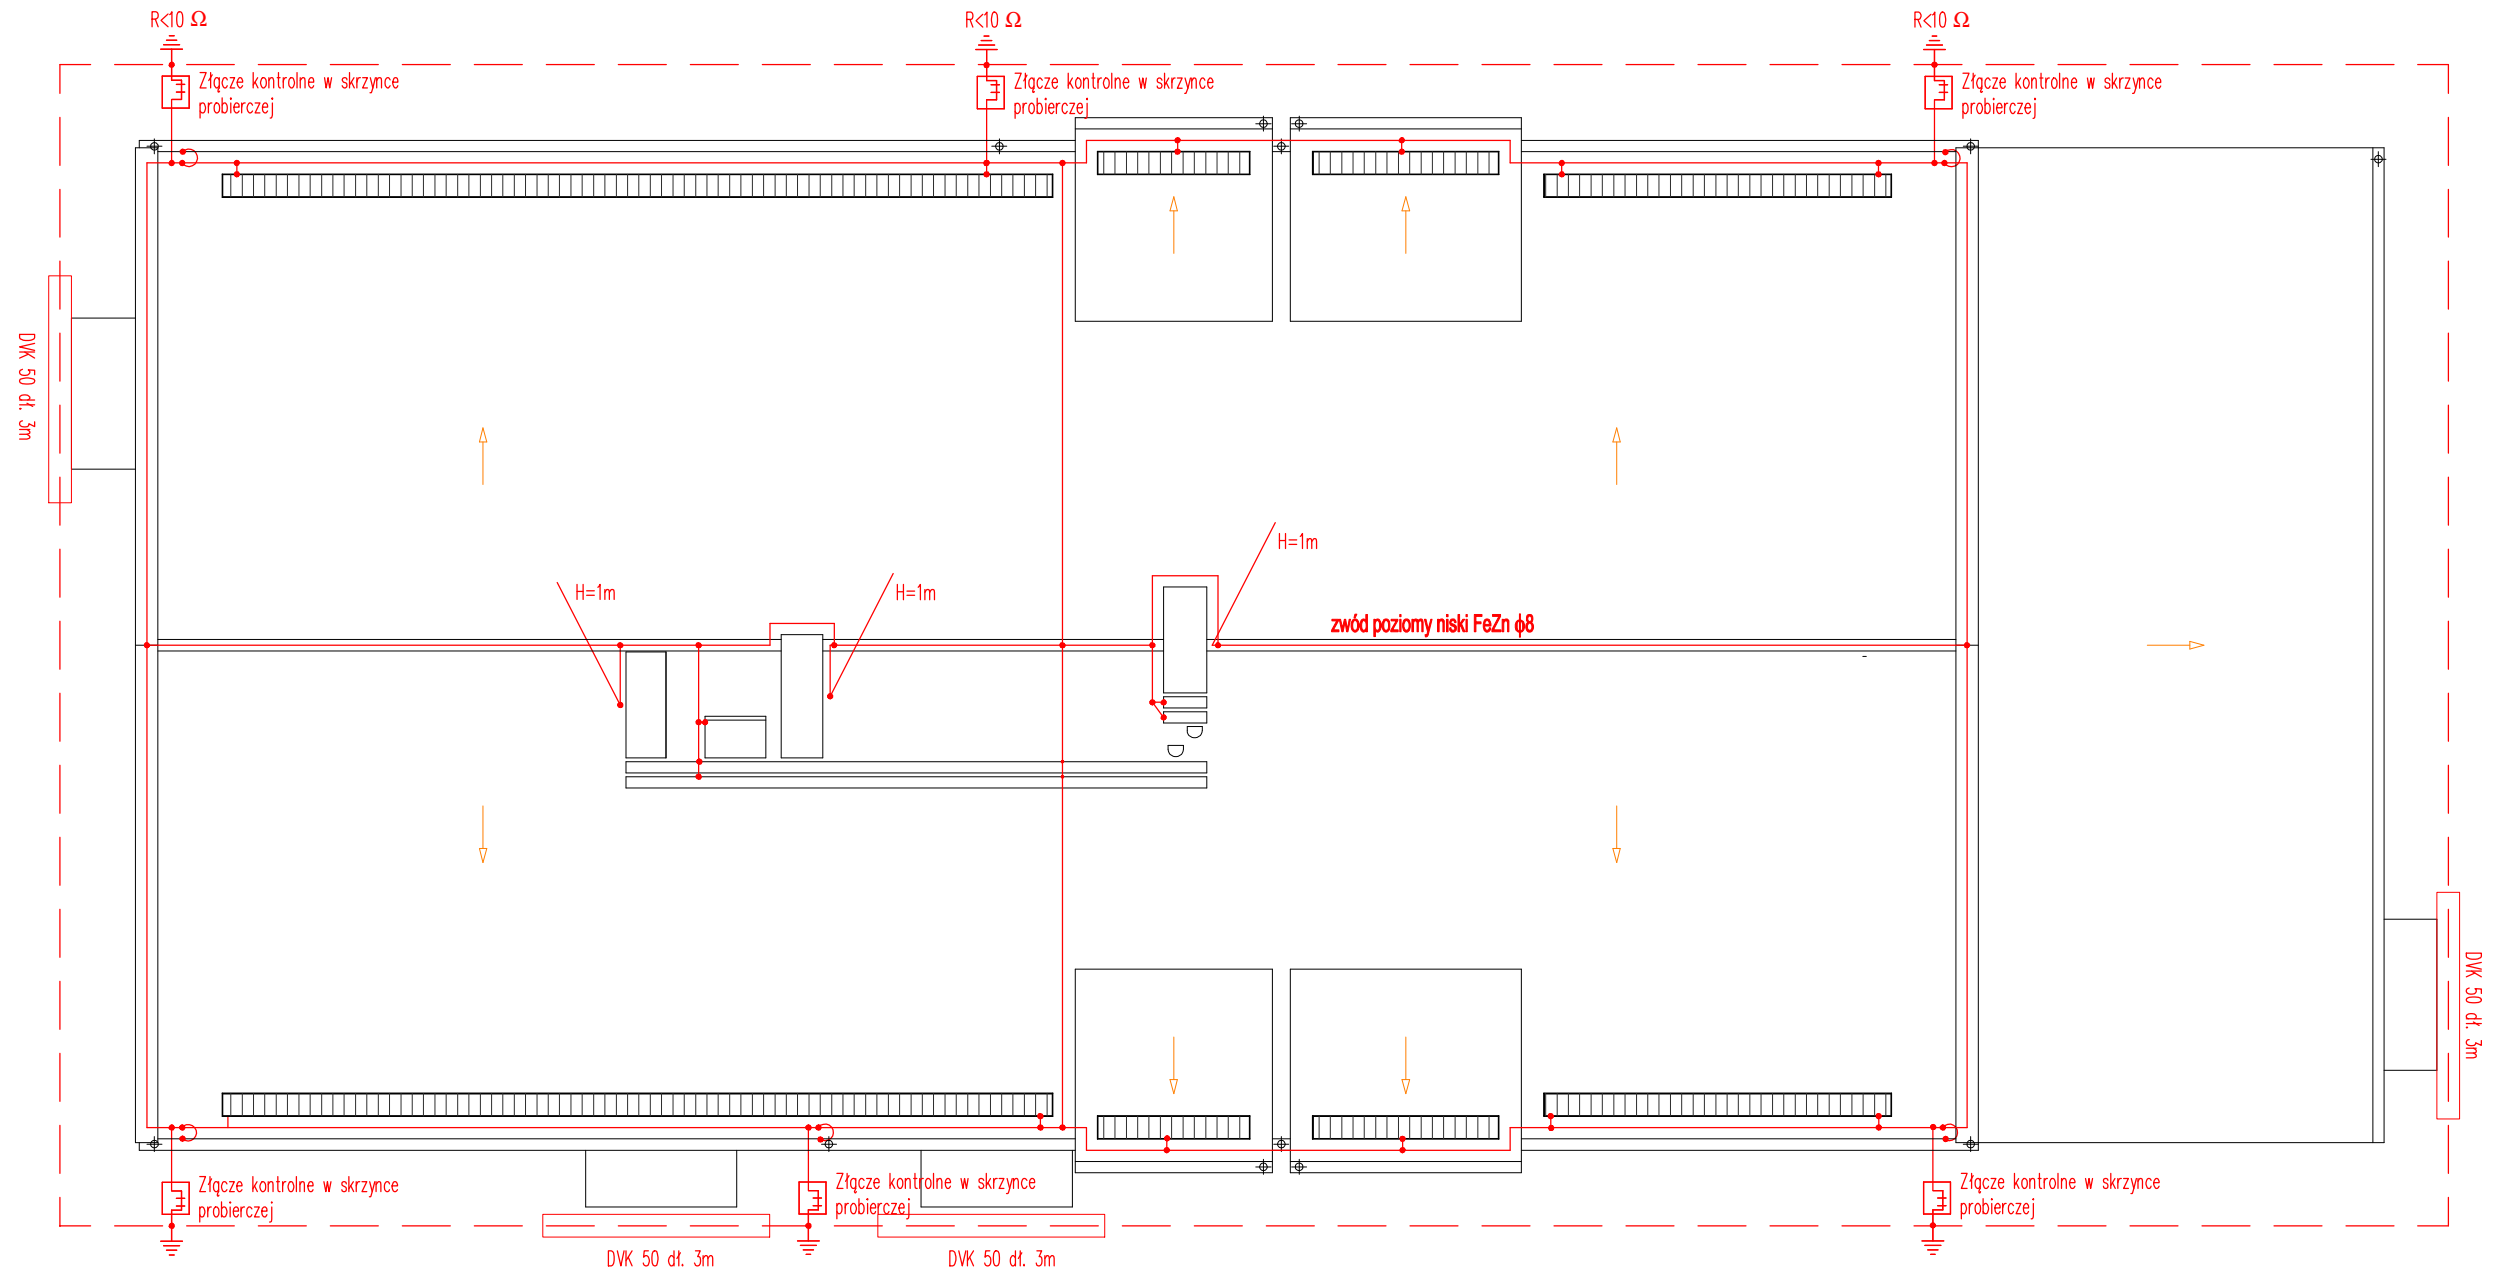 R<10 Ω
R<10 Ω
R<10 Ω
Złącze kontrolne w skrzynce
probierczej
Złącze kontrolne w skrzynce
probierczej
Złącze kontrolne w skrzynce
probierczej
DVK 50 dł. 3m
H=1m
H=1m
H=1m
zwód poziomy niski FeZn ϕ8
DVK 50 dł. 3m
Złącze kontrolne w skrzynce
probierczej
Złącze kontrolne w skrzynce
probierczej
Złącze kontrolne w skrzynce
probierczej
DVK 50 dł. 3m
DVK 50 dł. 3m